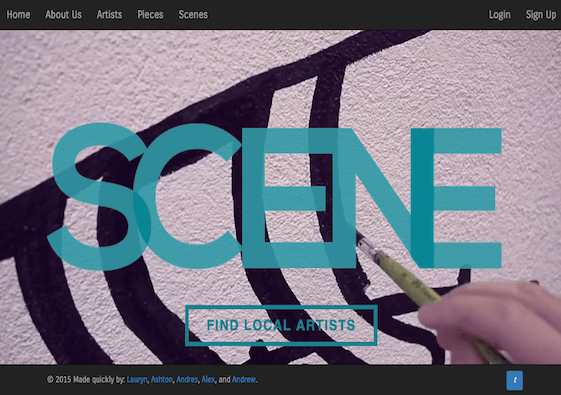 Home About Us Artists Pieces Scenes Login Sign Up
SCENE
FIND LOCAL ARTISTS
© 2015 Made quickly by: Lauryn, Ashton, Andres, Alex, and Andrew. t